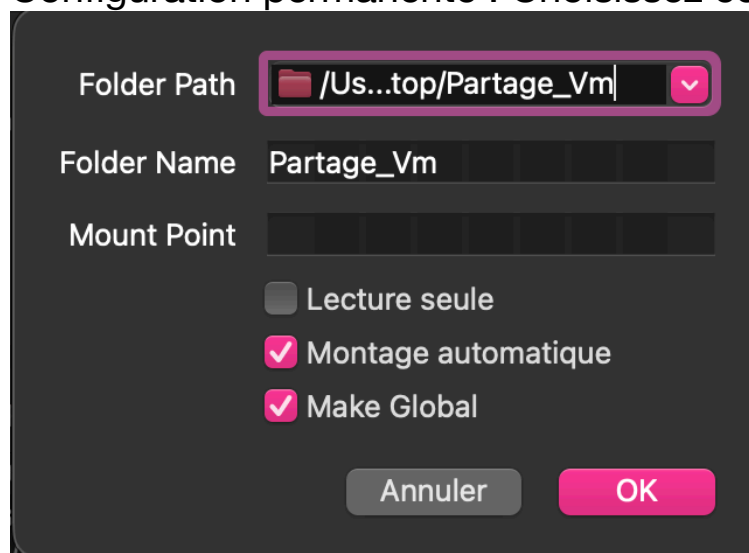 Folder Path /Us...top/Partage_Vm
Folder Name Partage_Vm
Mount Point
Lecture seule
Montage automatique
Make Global
Annuler OK